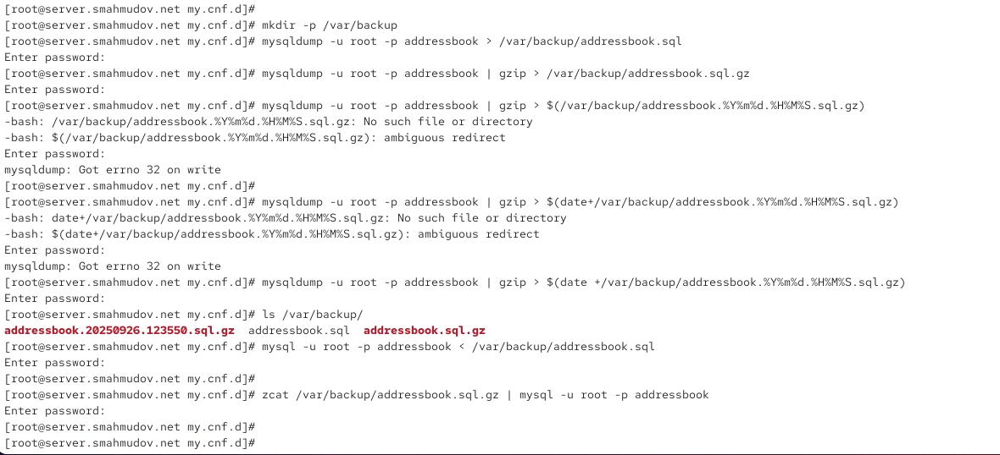 [root@server.smahmudov.net my.cnf.d]#
[root@server.smahmudov.net my.cnf.d]# mkdir -p /var/backup
[root@server.smahmudov.net my.cnf.d]# mysqldump -u root -p addressbook > /var/backup/addressbook.sql
Enter password:
[root@server.smahmudov.net my.cnf.d]# mysqldump -u root -p addressbook | gzip > /var/backup/addressbook.sql.gz
Enter password:
[root@server.smahmudov.net my.cnf.d]# mysqldump -u root -p addressbook | gzip > $(/var/backup/addressbook.%Y%m%d.%H%M%S.sql.gz)
-bash: /var/backup/addressbook.%Y%m%d.%H%M%S.sql.gz: No such file or directory
-bash: $(/var/backup/addressbook.%Y%m%d.%H%M%S.sql.gz): ambiguous redirect
Enter password:
mysqldump: Got errno 32 on write
[root@server.smahmudov.net my.cnf.d]#
[root@server.smahmudov.net my.cnf.d]# mysqldump -u root -p addressbook | gzip > $(date+/var/backup/addressbook.%Y%m%d.%H%M%S.sql.gz)
-bash: date+/var/backup/addressbook.%Y%m%d.%H%M%S.sql.gz: No such file or directory
-bash: $(date+/var/backup/addressbook.%Y%m%d.%H%M%S.sql.gz): ambiguous redirect
Enter password:
mysqldump: Got errno 32 on write
[root@server.smahmudov.net my.cnf.d]# mysqldump -u root -p addressbook | gzip > $(date +/var/backup/addressbook.%Y%m%d.%H%M%S.sql.gz)
Enter password:
[root@server.smahmudov.net my.cnf.d]# ls /var/backup/
addressbook.20250926.123550.sql.gz  addressbook.sql  addressbook.sql.gz
[root@server.smahmudov.net my.cnf.d]# mysql -u root -p addressbook < /var/backup/addressbook.sql
Enter password:
[root@server.smahmudov.net my.cnf.d]#
[root@server.smahmudov.net my.cnf.d]# zcat /var/backup/addressbook.sql.gz | mysql -u root -p addressbook
Enter password:
[root@server.smahmudov.net my.cnf.d]#
[root@server.smahmudov.net my.cnf.d]#